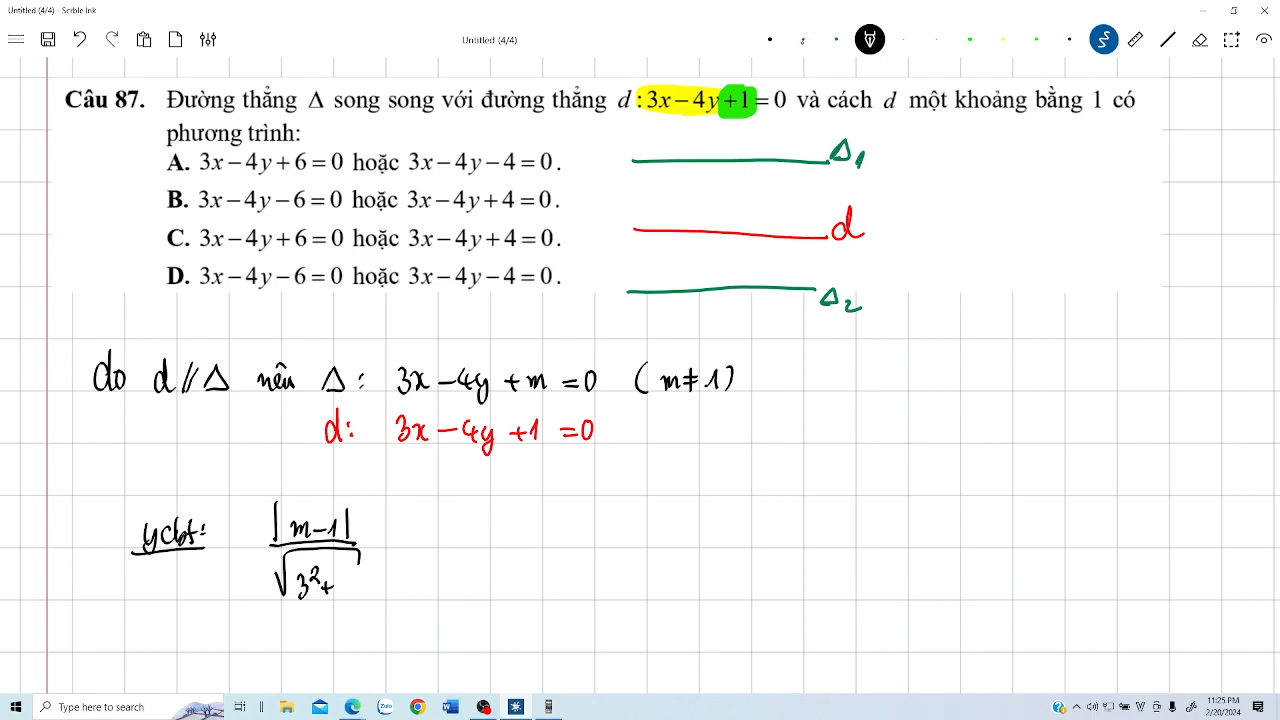 Untitled (4/4) - Scrble Ink
Untitled (4/4)
Câu 87. Đường thẳng Δ song song với đường thẳng d : 3x − 4y + 1 = 0 và cách d một khoảng bằng 1 có
phương trình:
A. 3x − 4y + 6 = 0 hoặc 3x − 4y − 4 = 0.
B. 3x − 4y − 6 = 0 hoặc 3x − 4y + 4 = 0.
C. 3x − 4y + 6 = 0 hoặc 3x − 4y + 4 = 0.
D. 3x − 4y − 6 = 0 hoặc 3x − 4y − 4 = 0.
Δ1
d
Δ2
do d // Δ nên Δ : 3x − 4y + m = 0 (m ≠ 1)
d: 3x − 4y + 1 = 0
ycbt: |m − 1|
√3² +
Type here to search
Zalo
11:25 PM
2/20/2024